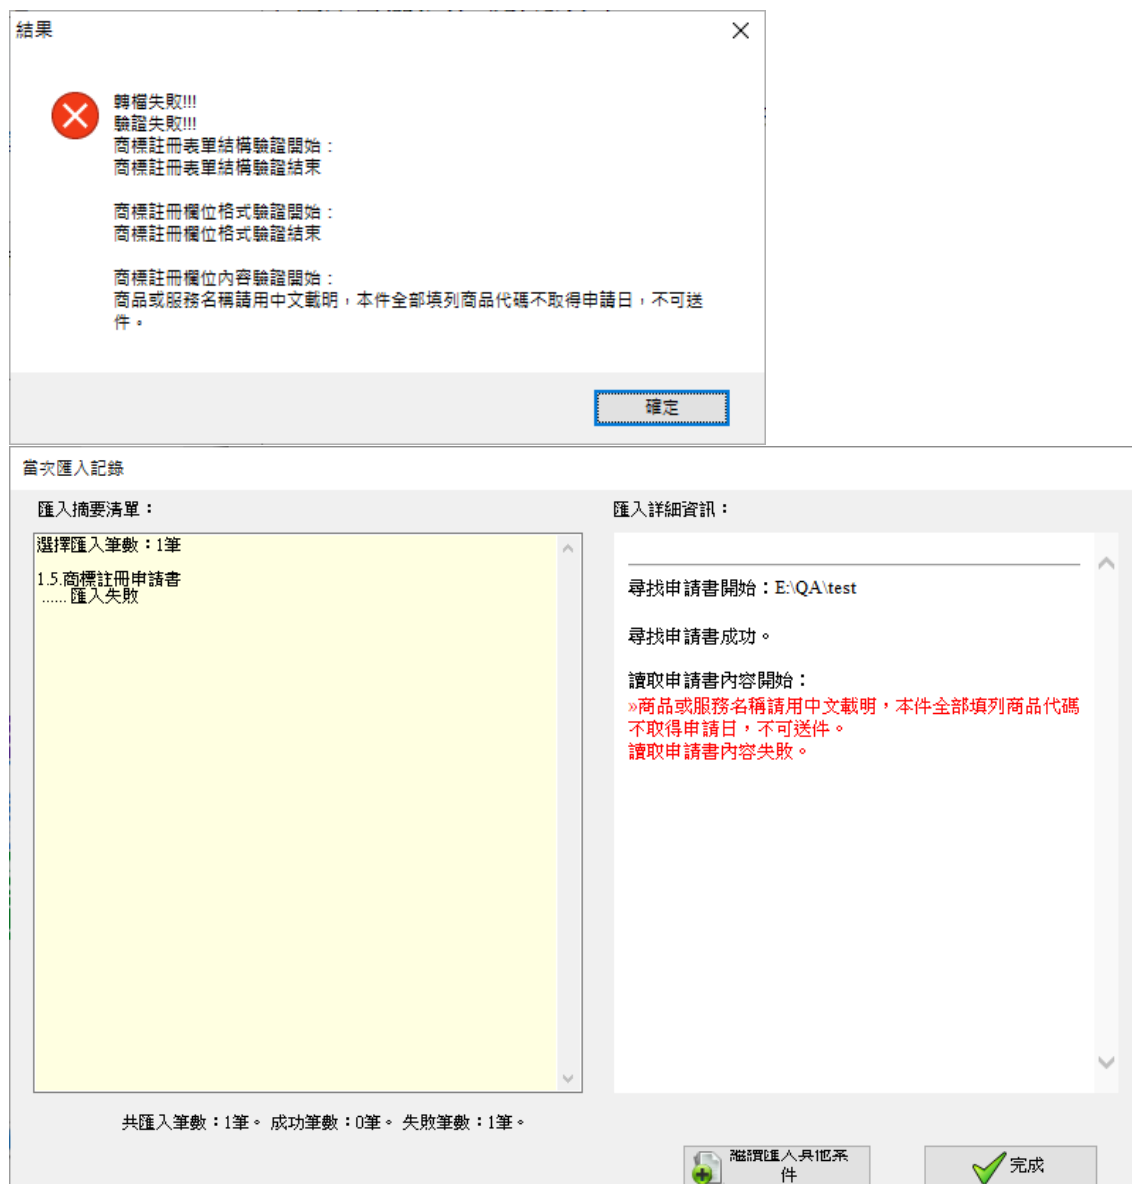 結果
轉檔失敗!!!
驗證失敗!!!
商標註冊表單結構驗證開始：
商標註冊表單結構驗證結束
商標註冊欄位格式驗證開始：
商標註冊欄位格式驗證結束
商標註冊欄位內容驗證開始：
商品或服務名稱請用中文載明，本件全部填列商品代碼不取得申請日，不可送
件。
確定
當次匯入記錄
匯入摘要清單：
選擇匯入筆數：1筆
1.5.商標註冊申請書
...... 匯入失敗
匯入詳細資訊：
尋找申請書開始：E:\QA\test
尋找申請書成功。
讀取申請書內容開始：
»商品或服務名稱請用中文載明，本件全部填列商品代碼
不取得申請日，不可送件。
讀取申請書內容失敗。
共匯入筆數：1筆。 成功筆數：0筆。 失敗筆數：1筆。
繼續匯入其他案
件
完成